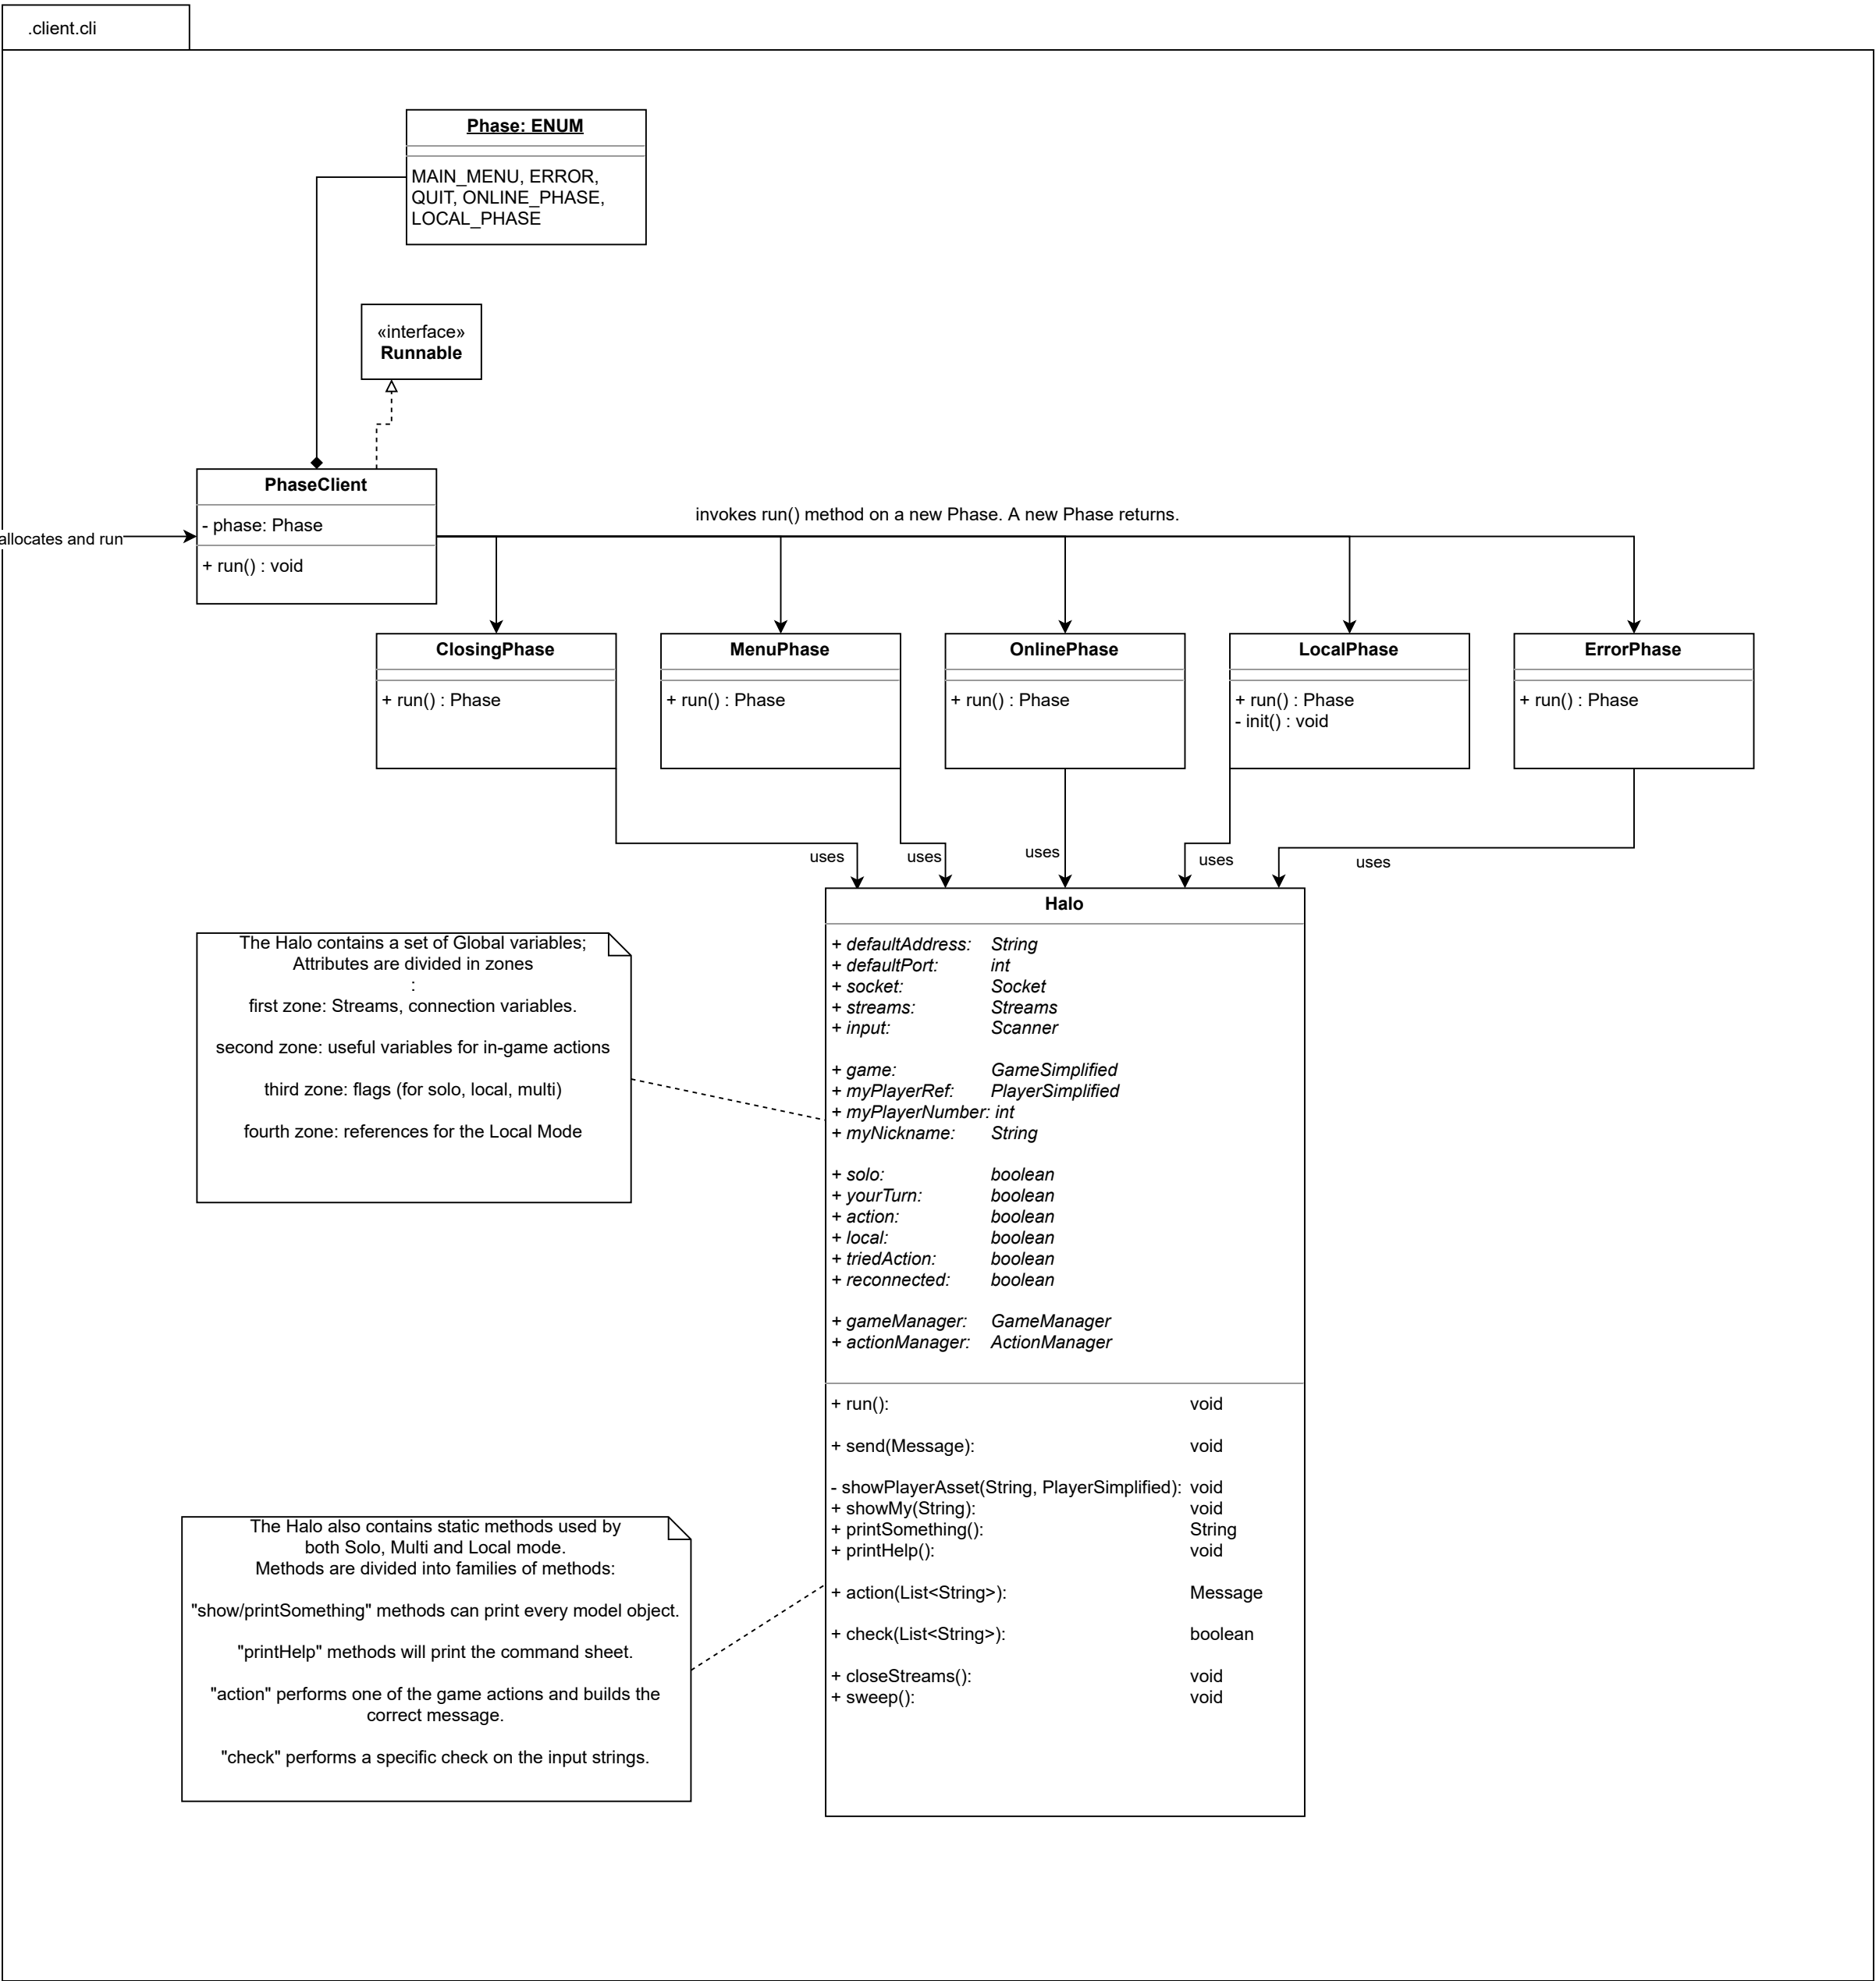 .client.cli
Phase: ENUM
MAIN_MENU, ERROR,
QUIT, ONLINE_PHASE,
LOCAL_PHASE
«interface»
Runnable
PhaseClient
- phase: Phase
+ run() : void
allocates and run
invokes run() method on a new Phase. A new Phase returns.
ClosingPhase
+ run() : Phase
MenuPhase
+ run() : Phase
OnlinePhase
+ run() : Phase
LocalPhase
+ run() : Phase
- init() : void
ErrorPhase
+ run() : Phase
uses
uses
uses
uses
uses
Halo
+ defaultAddress: String
+ defaultPort: int
+ socket: Socket
+ streams: Streams
+ input: Scanner
+ game: GameSimplified
+ myPlayerRef: PlayerSimplified
+ myPlayerNumber: int
+ myNickname: String
+ solo: boolean
+ yourTurn: boolean
+ action: boolean
+ local: boolean
+ triedAction: boolean
+ reconnected: boolean
+ gameManager: GameManager
+ actionManager: ActionManager
+ run(): void
+ send(Message): void
- showPlayerAsset(String, PlayerSimplified): void
+ showMy(String): void
+ printSomething(): String
+ printHelp(): void
+ action(List<String>): Message
+ check(List<String>): boolean
+ closeStreams(): void
+ sweep(): void
The Halo contains a set of Global variables;
Attributes are divided in zones
:
first zone: Streams, connection variables.
second zone: useful variables for in-game actions
third zone: flags (for solo, local, multi)
fourth zone: references for the Local Mode
The Halo also contains static methods used by
both Solo, Multi and Local mode.
Methods are divided into families of methods:
"show/printSomething" methods can print every model object.
"printHelp" methods will print the command sheet.
"action" performs one of the game actions and builds the
correct message.
"check" performs a specific check on the input strings.